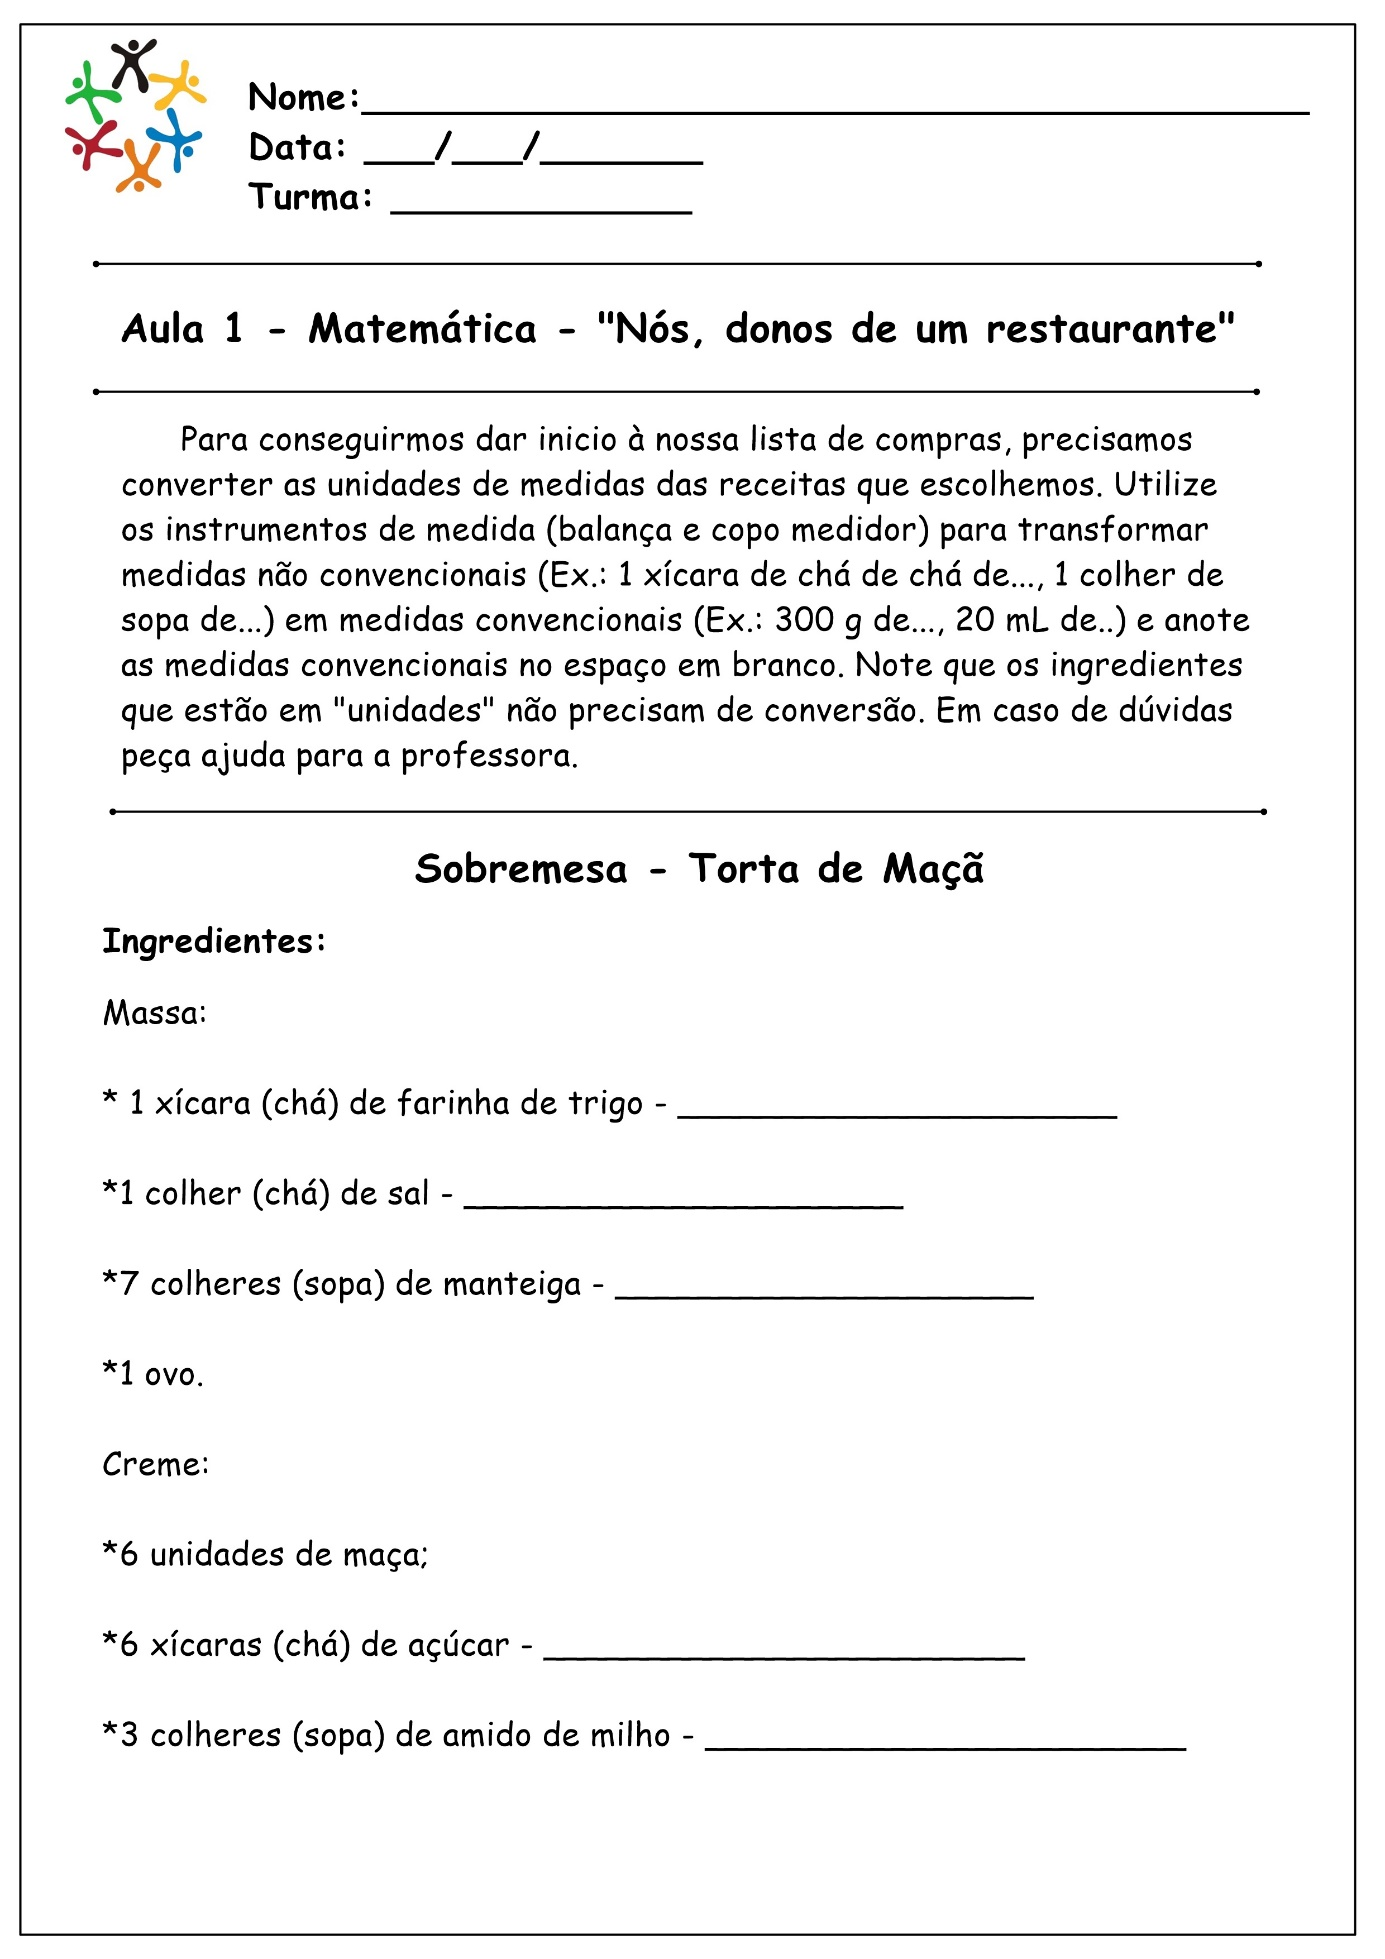 Nome:______________________________
Data: ___/___/_______
Turma: ______________
Aula 1 - Matemática - "Nós, donos de um restaurante"
Para conseguirmos dar inicio à nossa lista de compras, precisamos
converter as unidades de medidas das receitas que escolhemos. Utilize
os instrumentos de medida (balança e copo medidor) para transformar
medidas não convencionais (Ex.: 1 xícara de chá de chá de..., 1 colher de
sopa de...) em medidas convencionais (Ex.: 300 g de..., 20 mL de..) e anote
as medidas convencionais no espaço em branco. Note que os ingredientes
que estão em "unidades" não precisam de conversão. Em caso de dúvidas
peça ajuda para a professora.
Sobremesa - Torta de Maçã
Ingredientes:
Massa:
* 1 xícara (chá) de farinha de trigo - _____________________
*1 colher (chá) de sal - _____________________
*7 colheres (sopa) de manteiga - ____________________
*1 ovo.
Creme:
*6 unidades de maça;
*6 xícaras (chá) de açúcar - _______________________
*3 colheres (sopa) de amido de milho - _______________________